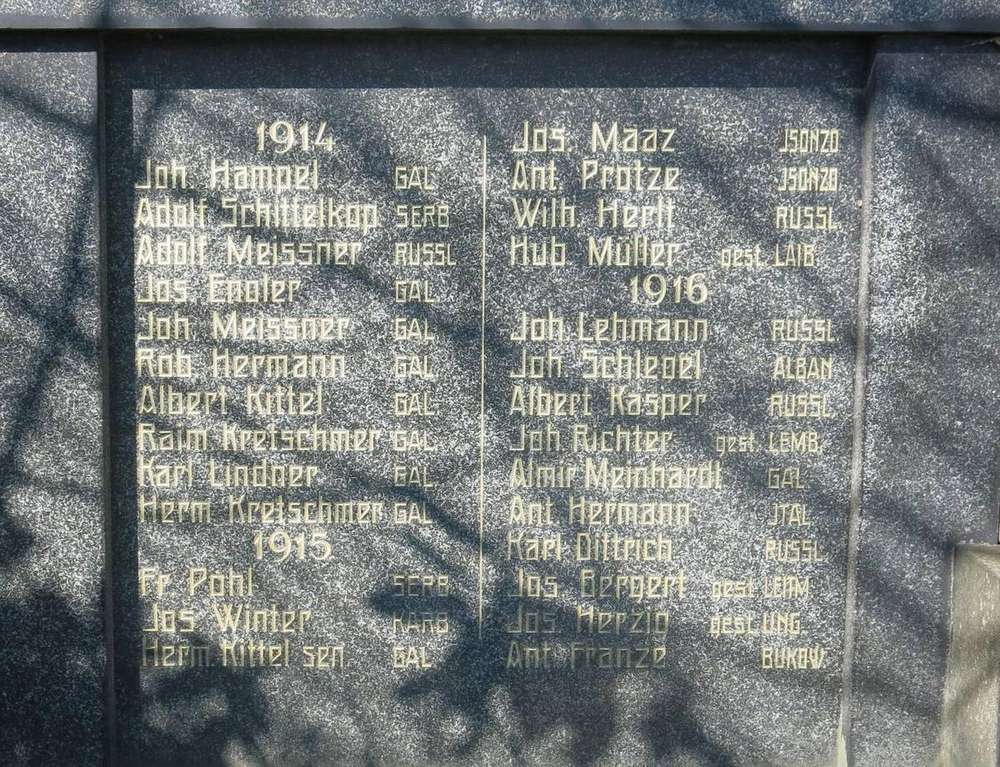 1914
Joh. Hampel GAL
Adolf Schittelkop SERB
Adolf Meissner RUSSL
Jos. Engler GAL
Joh. Meissner GAL
Rob. Hermann GAL
Albert Kittel GAL
Raim. Kretschmer GAL
Karl Lindner GAL
Herm. Kretschmer GAL
1915
Fr. Pohl SERB
Jos. Winter KARB
Herm. Kittel sen. GAL
Jos. Maaz JSONZO
Ant. Protze JSONZO
Wilh. Herlt RUSSL
Hub. Müller gest. LAIB.
1916
Joh. Lehmann RUSSL
Joh. Schlegel ALBAN
Albert Kasper RUSSL
Joh. Richter gest. LEMB.
Almir Meinhardt GAL
Ant. Hermann JTAL
Karl Dittrich RUSSL
Jos. Bergert gest.
Jos. Herzig gest. UNG.
Ant. Franze BUKOW.